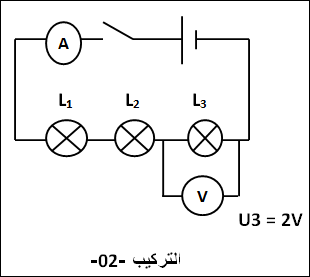 A
L₁ L₂ L₃
V
U3 = 2V
التركيب -02-